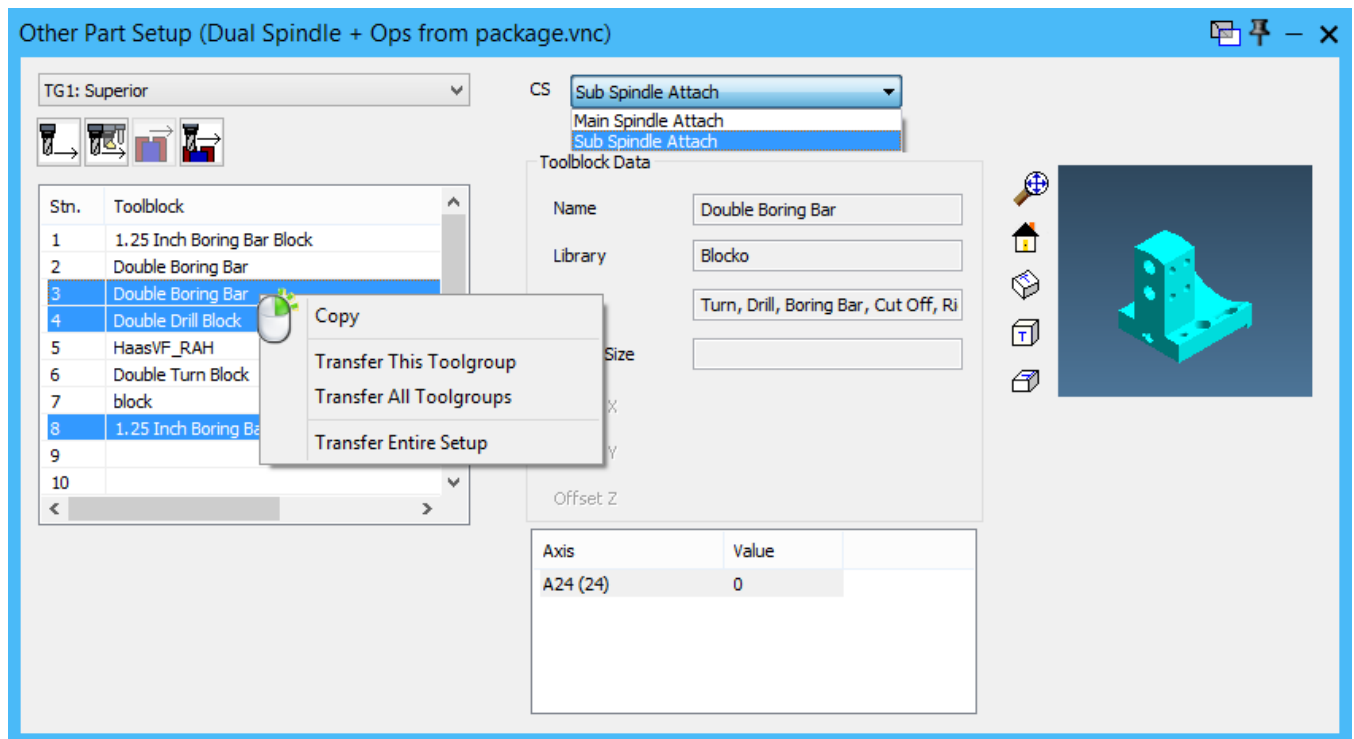 Other Part Setup (Dual Spindle + Ops from package.vnc)
TG1: Superior
CS
Sub Spindle Attach
Main Spindle Attach
Sub Spindle Attach
Stn. Toolblock
1 1.25 Inch Boring Bar Block
2 Double Boring Bar
3 Double Boring Bar
4 Double Drill Block
5 HaasVF_RAH
6 Double Turn Block
7 block
8 1.25 Inch Boring Ba
9
10
Copy
Transfer This Toolgroup
Transfer All Toolgroups
Transfer Entire Setup
Toolblock Data
Name Double Boring Bar
Library Blocko
Turn, Drill, Boring Bar, Cut Off, Ri
Size
X
Y
Offset Z
T
Axis Value
A24 (24) 0